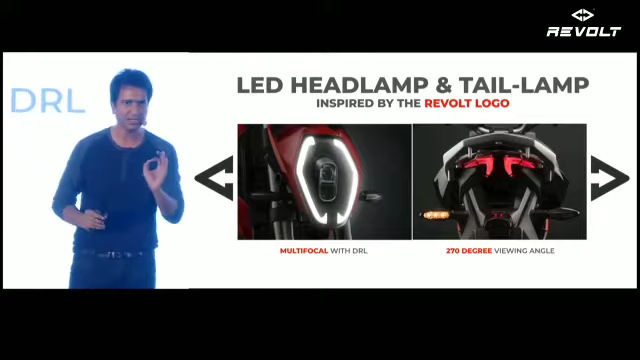 REVOLT
DRL
LED HEADLAMP & TAIL-LAMP
INSPIRED BY THE REVOLT LOGO
MULTIFOCAL WITH DRL
270 DEGREE VIEWING ANGLE